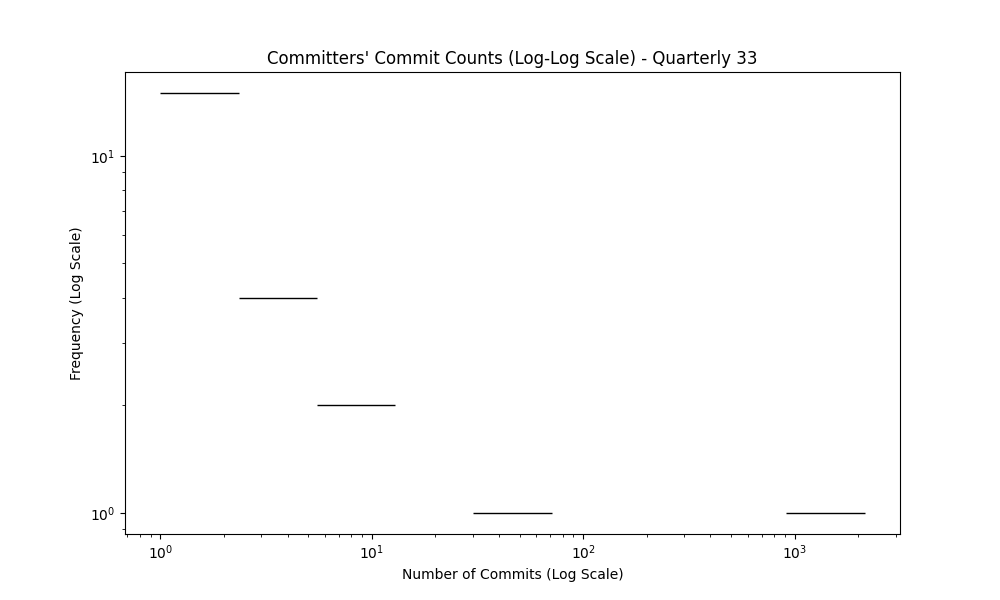 Committers' Commit Counts (Log-Log Scale) - Quarterly 33
Frequency (Log Scale)
10¹
10⁰
10⁰ 10¹ 10² 10³
Number of Commits (Log Scale)